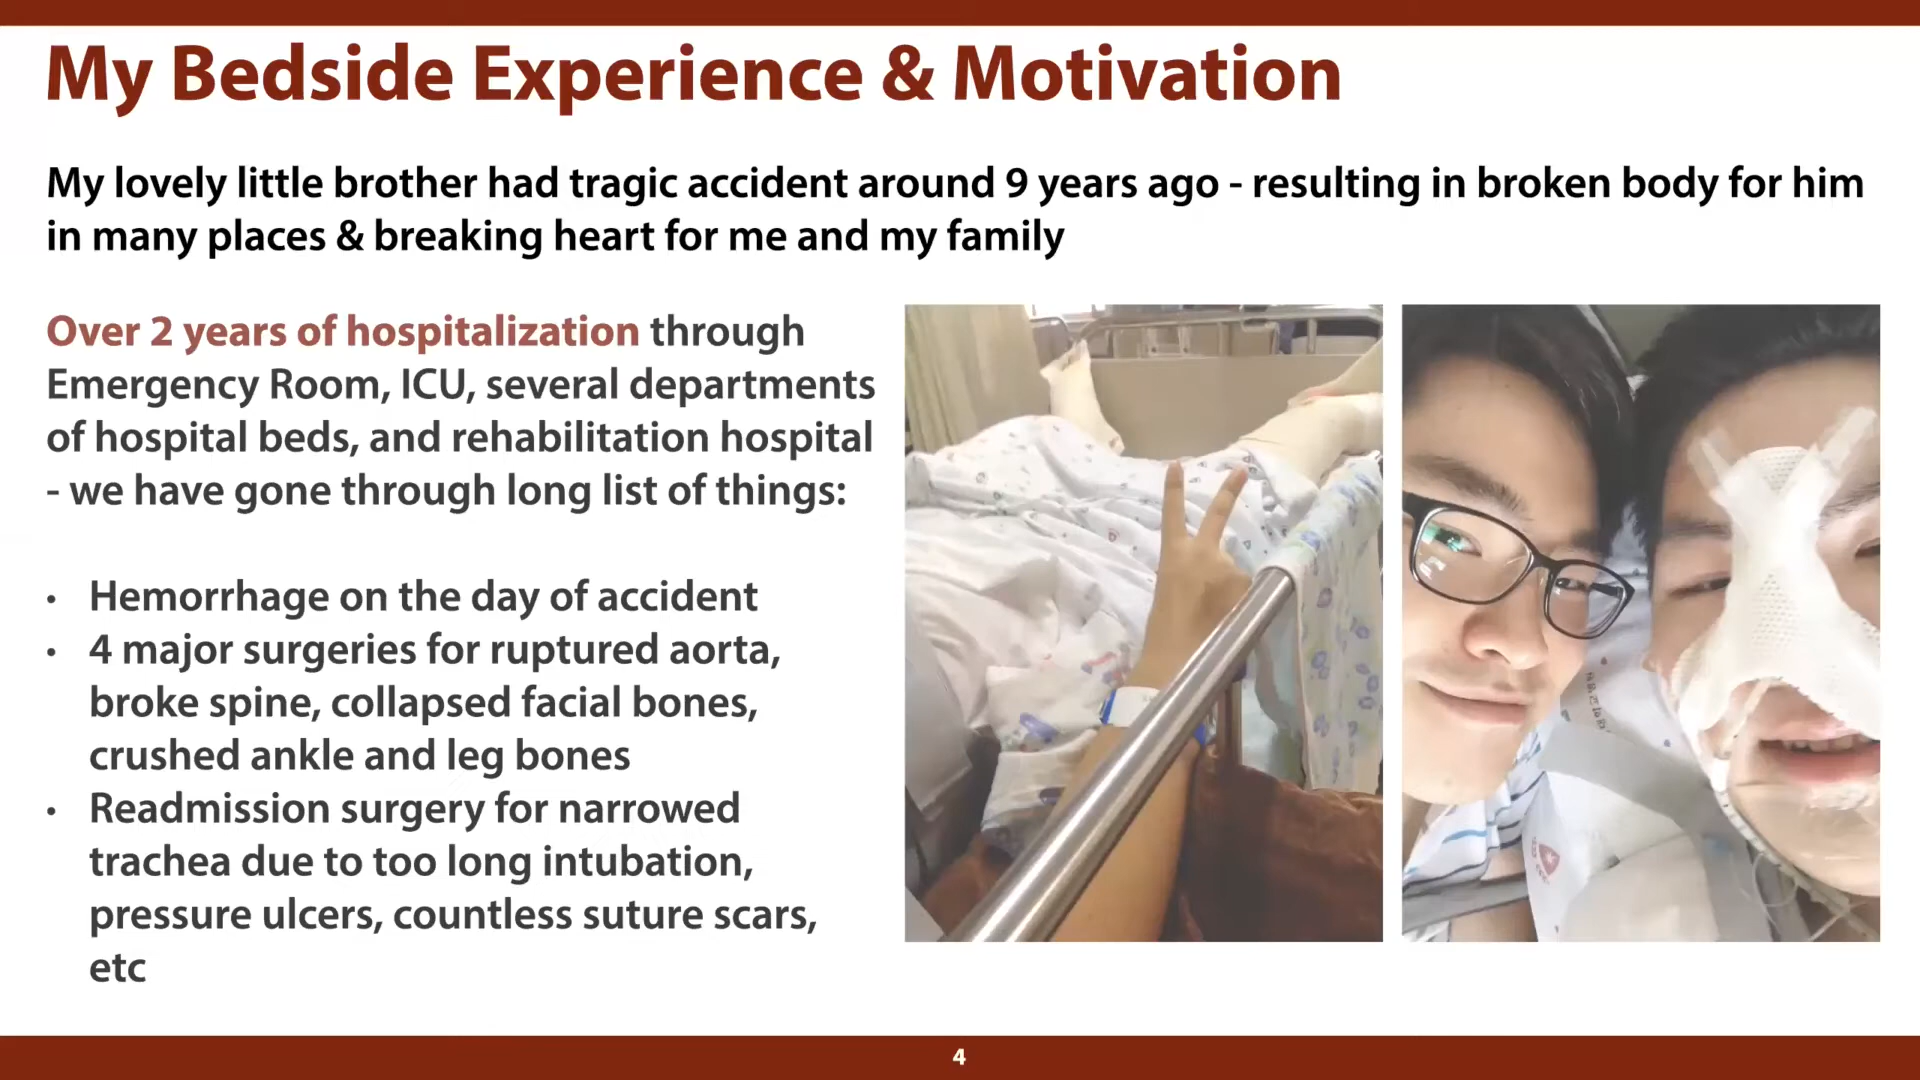 My Bedside Experience & Motivation
My lovely little brother had tragic accident around 9 years ago - resulting in broken body for him
in many places & breaking heart for me and my family
Over 2 years of hospitalization through
Emergency Room, ICU, several departments
of hospital beds, and rehabilitation hospital
- we have gone through long list of things:
• Hemorrhage on the day of accident
• 4 major surgeries for ruptured aorta,
broke spine, collapsed facial bones,
crushed ankle and leg bones
• Readmission surgery for narrowed
trachea due to too long intubation,
pressure ulcers, countless suture scars,
etc
4